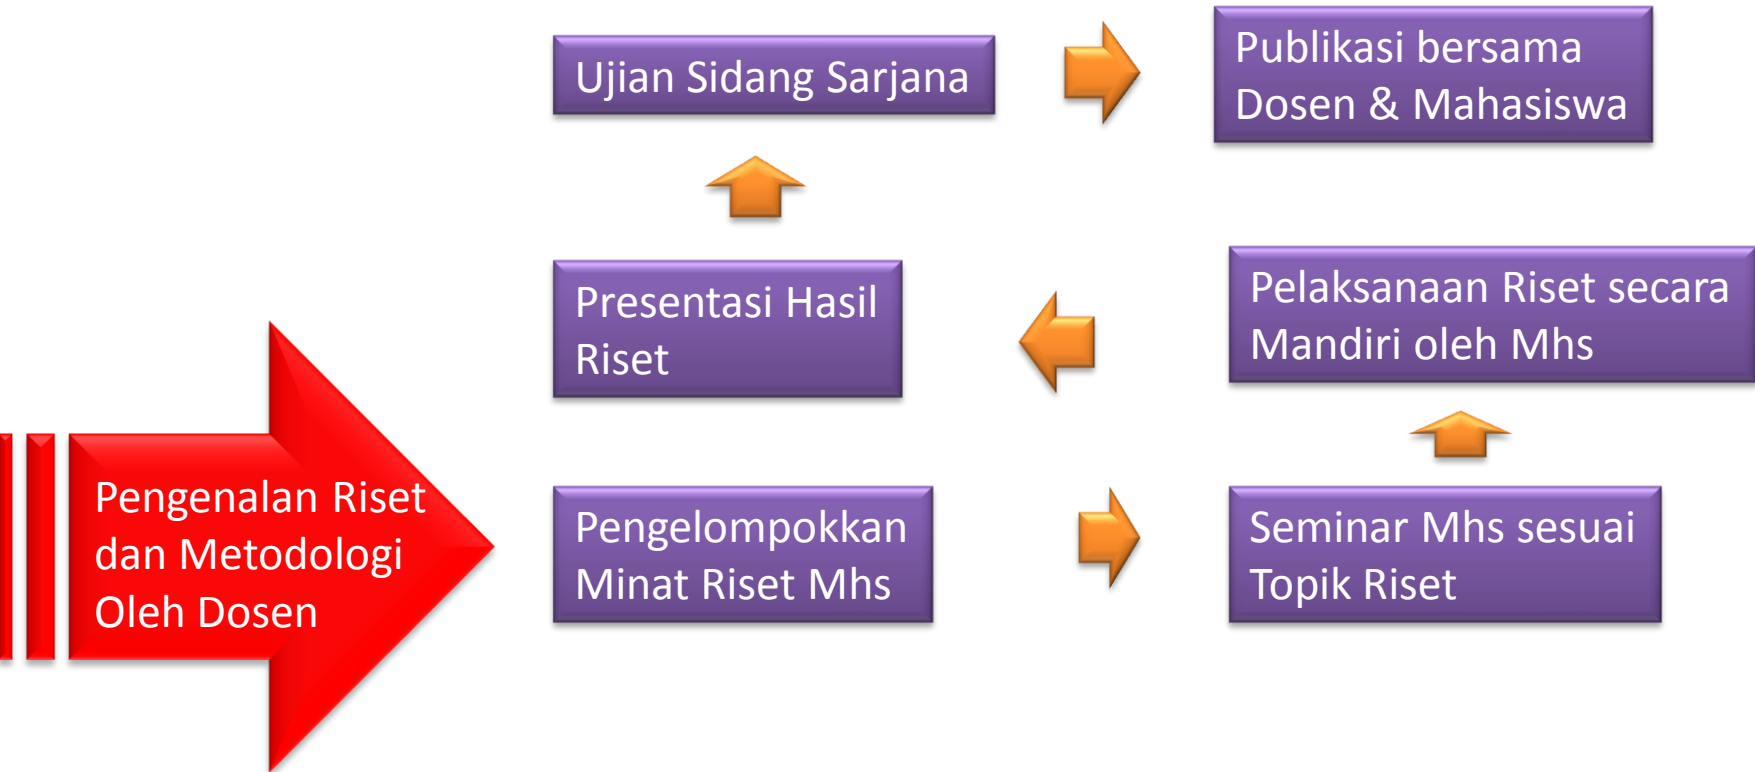 Ujian Sidang Sarjana
Publikasi bersama
Dosen & Mahasiswa
Presentasi Hasil
Riset
Pelaksanaan Riset secara
Mandiri oleh Mhs
Pengenalan Riset
dan Metodologi
Oleh Dosen
Pengelompokkan
Minat Riset Mhs
Seminar Mhs sesuai
Topik Riset